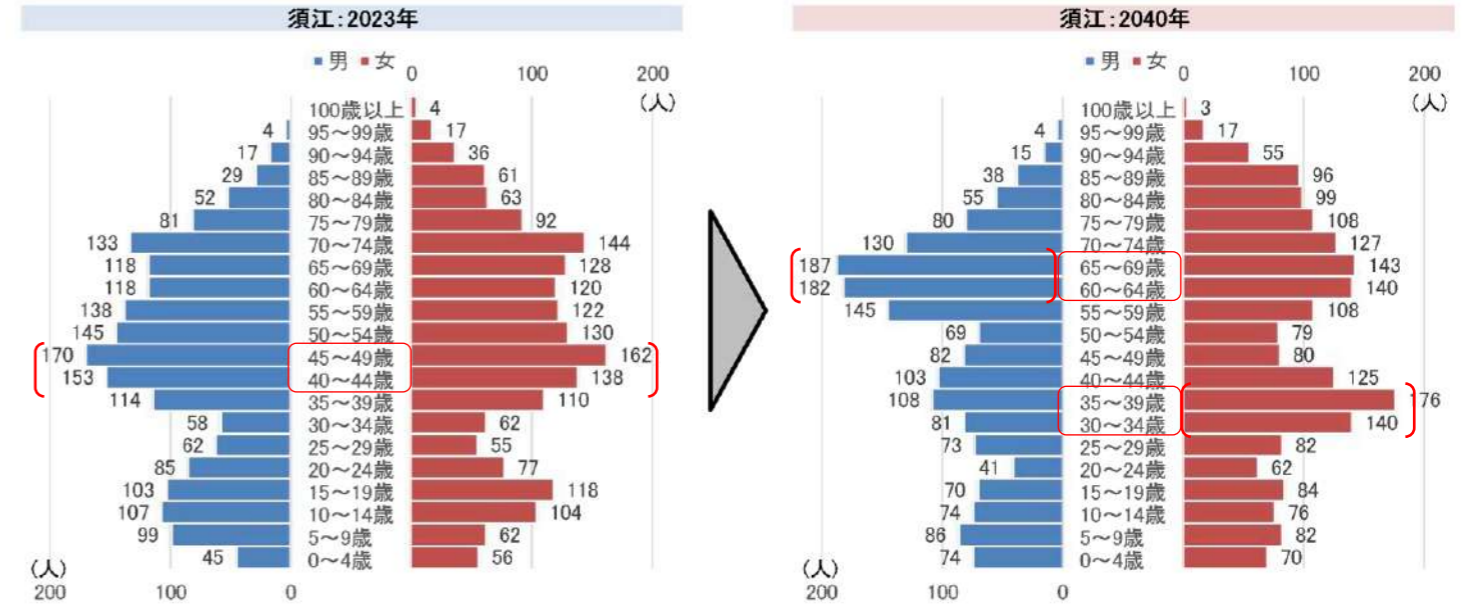 須江：2023年
■男 ■女
0 100 200
(人)
100歳以上 4
4 95～99歳 17
17 90～94歳 36
29 85～89歳 61
52 80～84歳 63
81 75～79歳 92
133 70～74歳 144
118 65～69歳 128
118 60～64歳 120
138 55～59歳 122
145 50～54歳 130
170 45～49歳 162
153 40～44歳 138
114 35～39歳 110
58 30～34歳 62
62 25～29歳 55
85 20～24歳 77
103 15～19歳 118
107 10～14歳 104
99 5～9歳 62
45 0～4歳 56
(人)
200 100 0
須江：2040年
■男 ■女
0 100 200
(人)
100歳以上 3
4 95～99歳 17
15 90～94歳 55
38 85～89歳 96
55 80～84歳 99
80 75～79歳 108
130 70～74歳 127
187 65～69歳 143
182 60～64歳 140
145 55～59歳 108
69 50～54歳 79
82 45～49歳 80
103 40～44歳 125
108 35～39歳 176
81 30～34歳 140
73 25～29歳 82
41 20～24歳 62
70 15～19歳 84
74 10～14歳 76
86 5～9歳 82
74 0～4歳 70
(人)
200 100 0